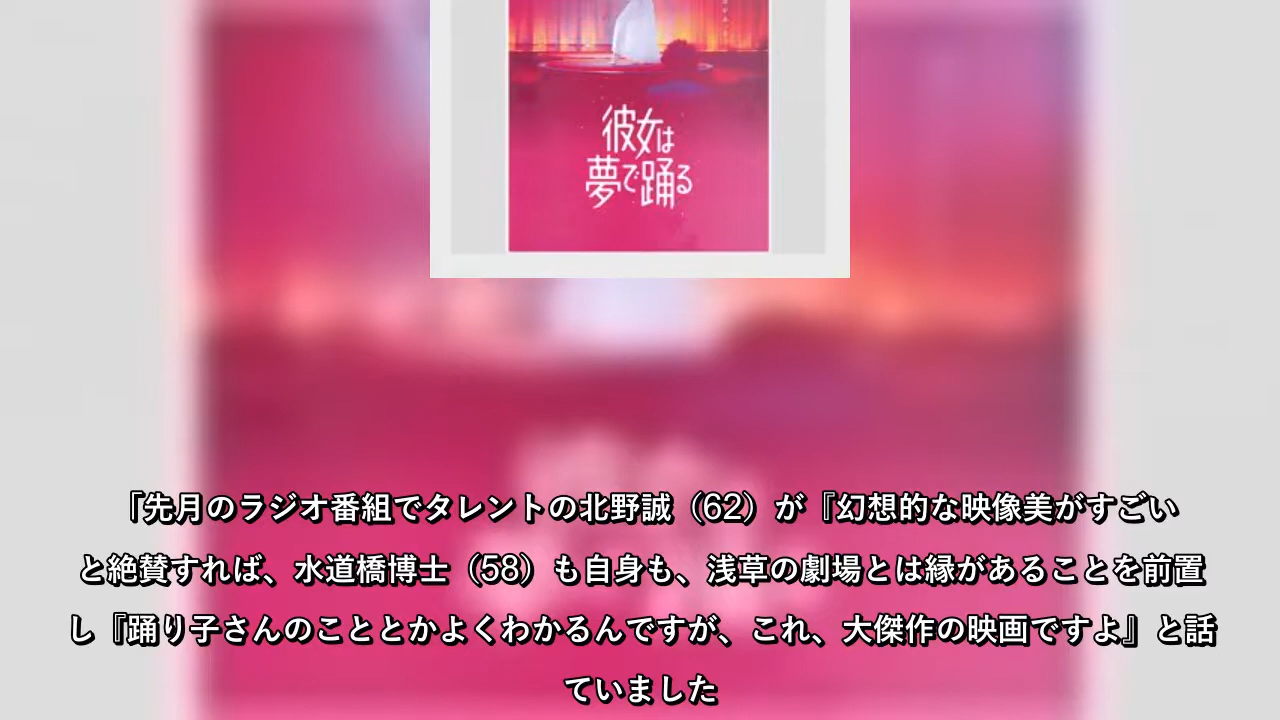 彼女は
夢で踊る
「先月のラジオ番組でタレントの北野誠（62）が『幻想的な映像美がすごい
と絶賛すれば、水道橋博士（58）も自身も、浅草の劇場とは縁があることを前置
し『踊り子さんのこととかよくわかるんですが、これ、大傑作の映画ですよ』と話
ていました